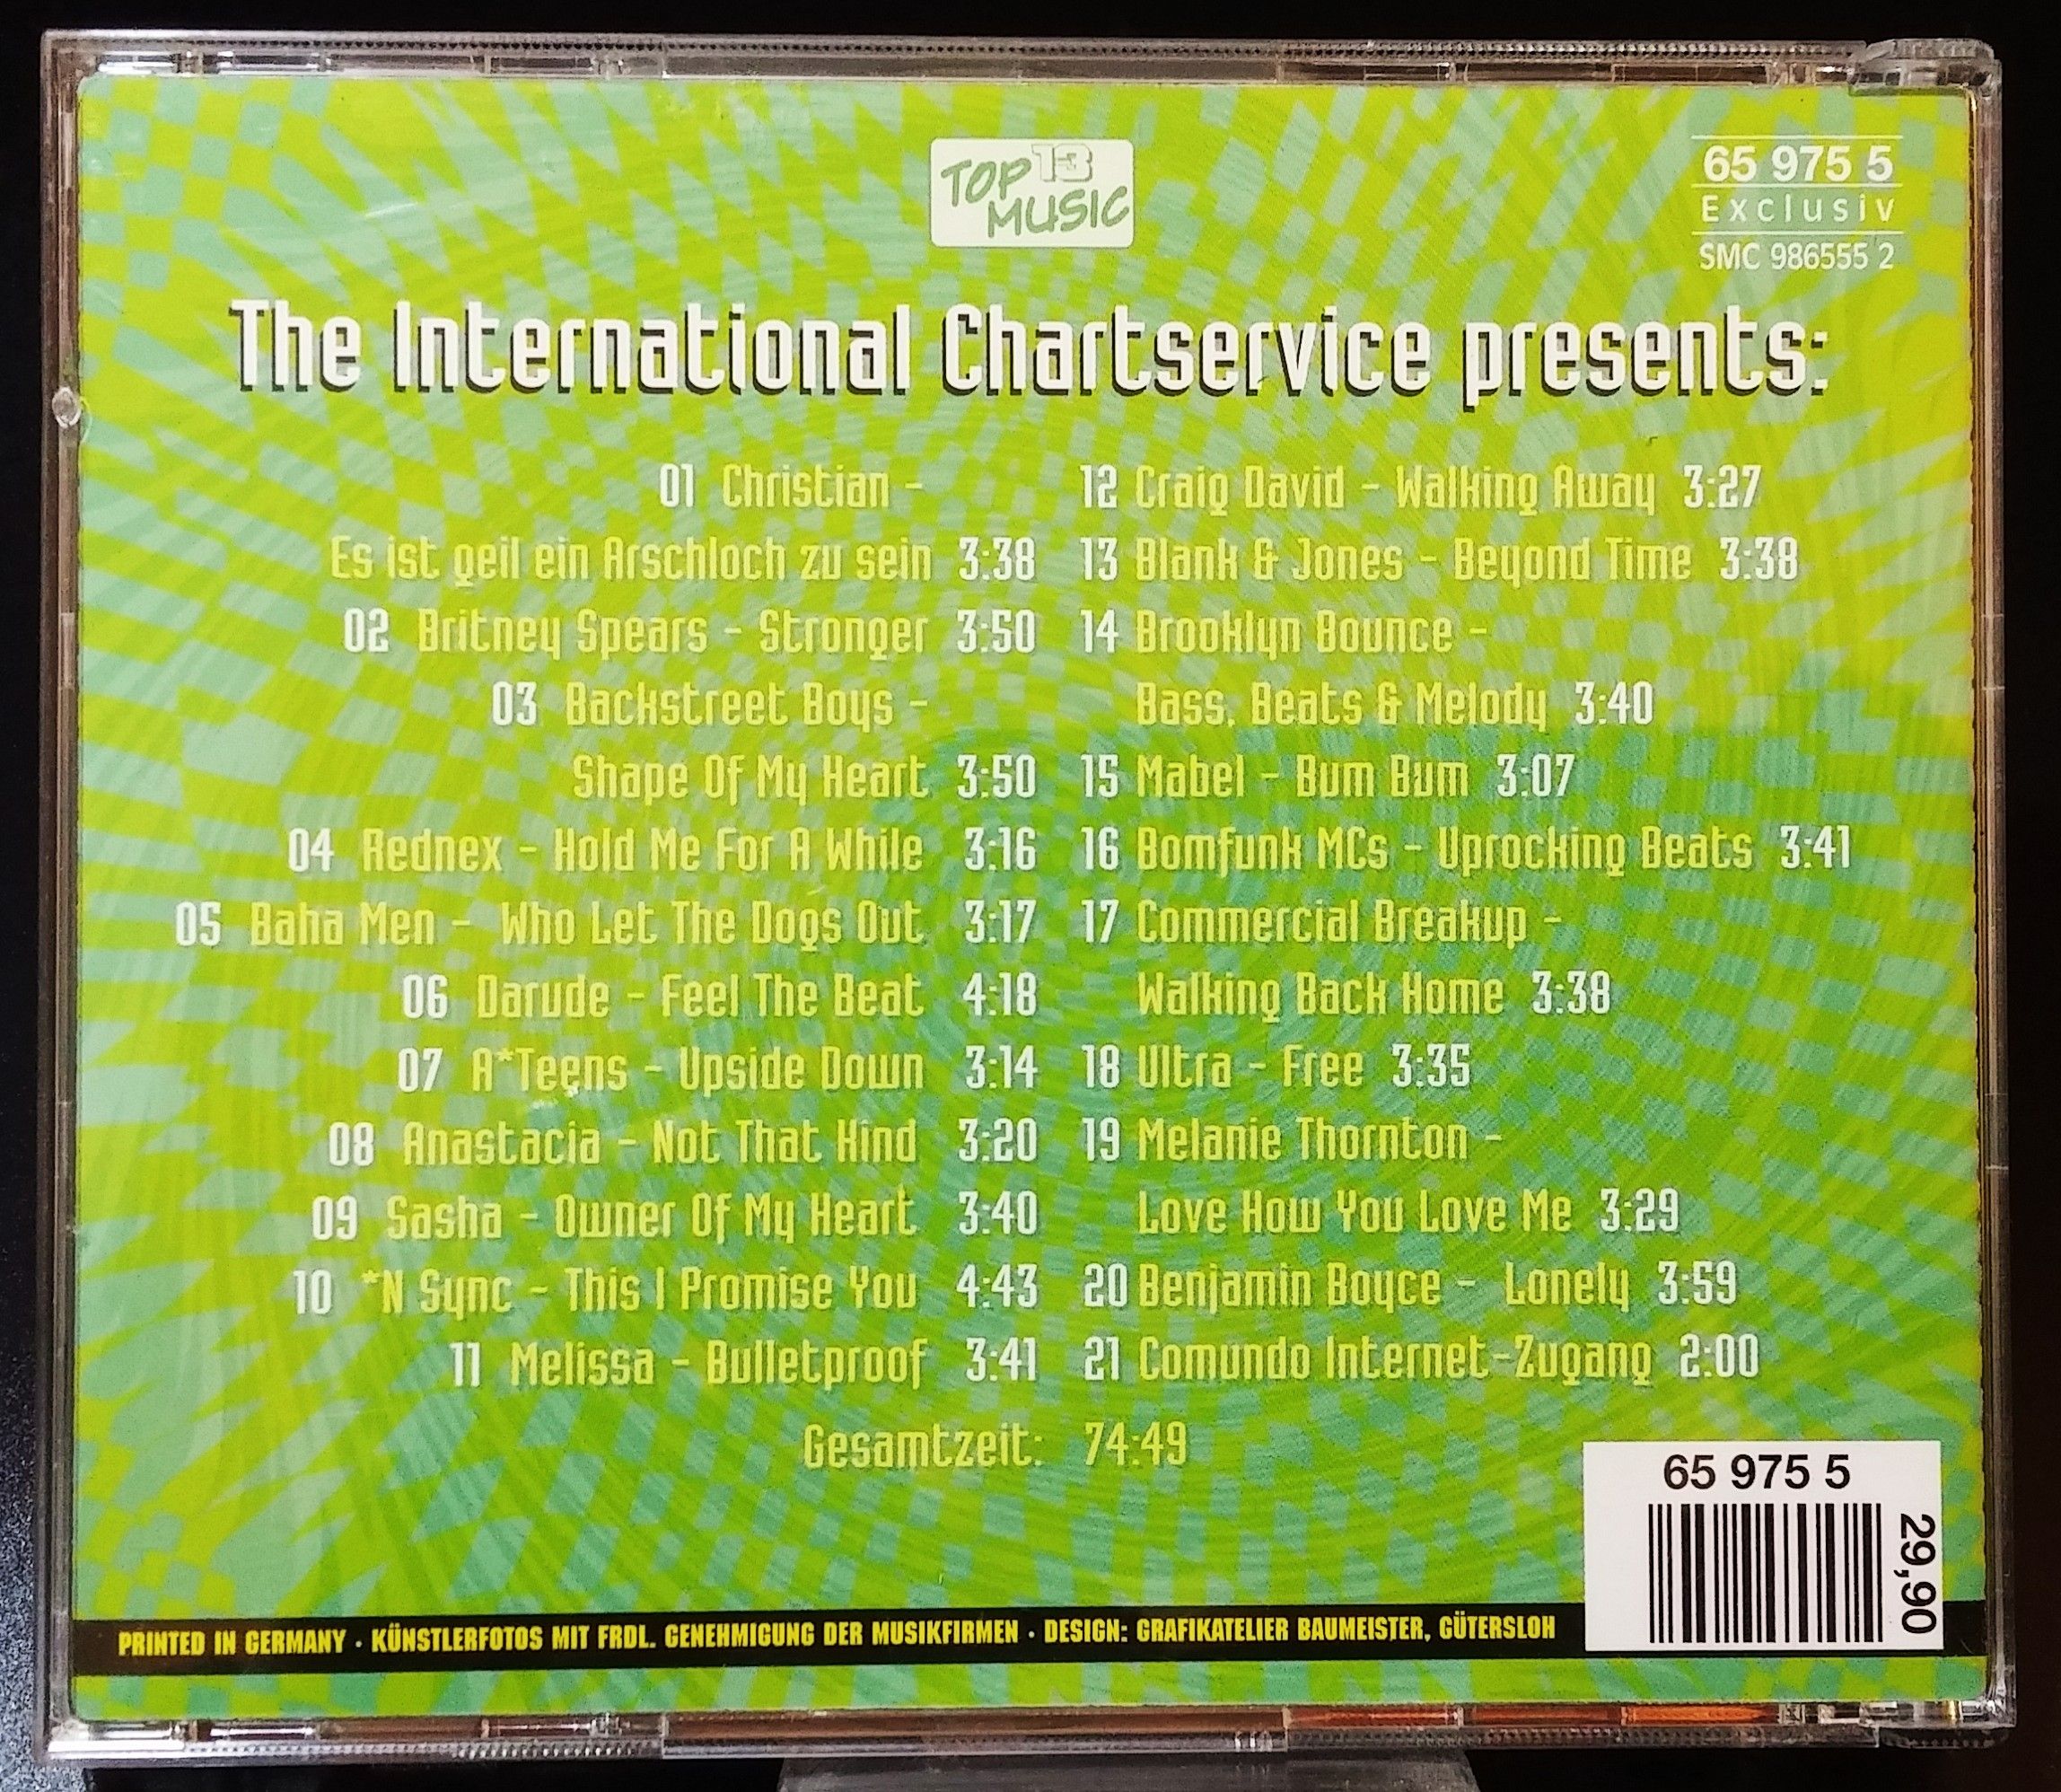 TOP 13
MUSIC
65 975 5
Exclusiv
SMC 986555 2
The International Chartservice presents:
01 Christian -
Es ist geil ein Arschloch zu sein 3:38
02 Britney Spears - Stronger 3:50
03 Backstreet Boys -
Shape Of My Heart 3:50
04 Rednex - Hold Me For A While 3:16
05 Baha Men - Who Let The Dogs Out 3:17
06 Darude - Feel The Beat 4:18
07 A*Teens - Upside Down 3:14
08 Anastacia - Not That Kind 3:20
09 Sasha - Owner Of My Heart 3:40
10 *N Sync - This I Promise You 4:43
11 Melissa - Bulletproof 3:41
12 Craig David - Walking Away 3:27
13 Blank & Jones - Beyond Time 3:38
14 Brooklyn Bounce -
Bass, Beats & Melody 3:40
15 Mabel - Bum Bum 3:07
16 Bomfunk MCs - Uprocking Beats 3:41
17 Commercial Breakup -
Walking Back Home 3:38
18 Ultra - Free 3:35
19 Melanie Thornton -
Love How You Love Me 3:29
20 Benjamin Boyce - Lonely 3:59
21 Comundo Internet-Zugang 2:00
Gesamtzeit: 74:49
65 975 5
29,90
PRINTED IN GERMANY · KÜNSTLERFOTOS MIT FRDL. GENEHMIGUNG DER MUSIKFIRMEN · DESIGN: GRAFIKATELIER BAUMEISTER, GÜTERSLOH